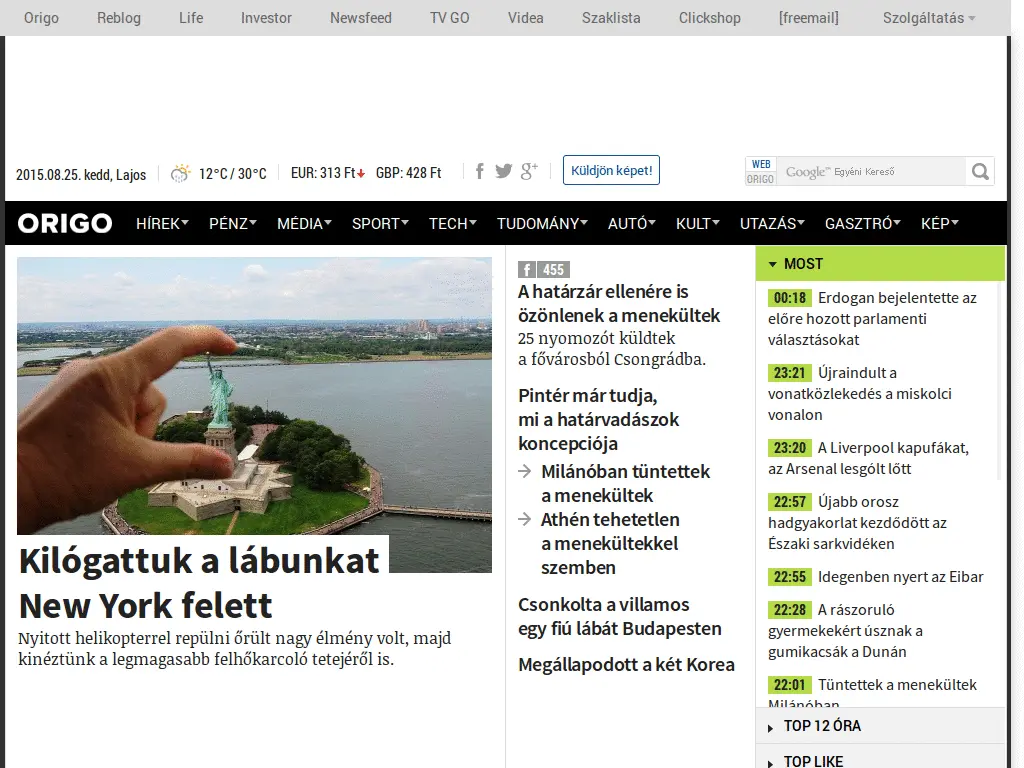 Origo Reblog Life Investor Newsfeed TV GO Videa Szaklista Clickshop [freemail] Szolgáltatás
2015.08.25. kedd, Lajos 12°C / 30°C EUR: 313 Ft GBP: 428 Ft Küldjön képet!
WEB
ORIGO
Google™ Egyéni Kereső
ORIGO HÍREK PÉNZ MÉDIA SPORT TECH TUDOMÁNY AUTÓ KULT UTAZÁS GASZTRÓ KÉP
Kilógattuk a lábunkat
New York felett
Nyitott helikopterrel repülni őrült nagy élmény volt, majd
kinéztünk a legmagasabb felhőkarcoló tetejéről is.
455
A határzár ellenére is
özönlenek a menekültek
25 nyomozót küldtek
a fővárosból Csongrádba.
Pintér már tudja,
mi a határvadászok
koncepciója
Milánóban tüntettek
a menekültek
Athén tehetetlen
a menekültekkel
szemben
Csonkolta a villamos
egy fiú lábát Budapesten
Megállapodott a két Korea
MOST
00:18 Erdogan bejelentette az
előre hozott parlamenti
választásokat
23:21 Újraindult a
vonatközlekedés a miskolci
vonalon
23:20 A Liverpool kapufákat,
az Arsenal lesgólt lőtt
22:57 Újabb orosz
hadgyakorlat kezdődött az
Északi sarkvidéken
22:55 Idegenben nyert az Eibar
22:28 A rászoruló
gyermekekért úsznak a
gumikacsák a Dunán
22:01 Tüntettek a menekültek
Milánóban
TOP 12 ÓRA
TOP LIKE